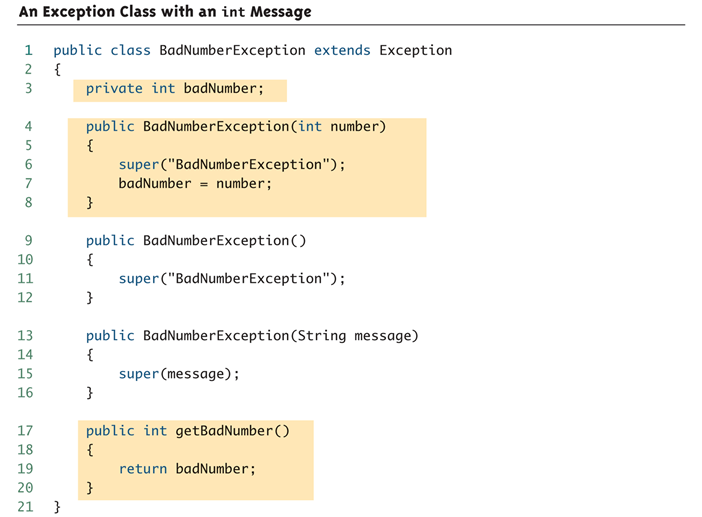 An Exception Class with an int Message
1 public class BadNumberException extends Exception
2 {
3 private int badNumber;
4 public BadNumberException(int number)
5 {
6 super("BadNumberException");
7 badNumber = number;
8 }
9 public BadNumberException()
10 {
11 super("BadNumberException");
12 }
13 public BadNumberException(String message)
14 {
15 super(message);
16 }
17 public int getBadNumber()
18 {
19 return badNumber;
20 }
21 }